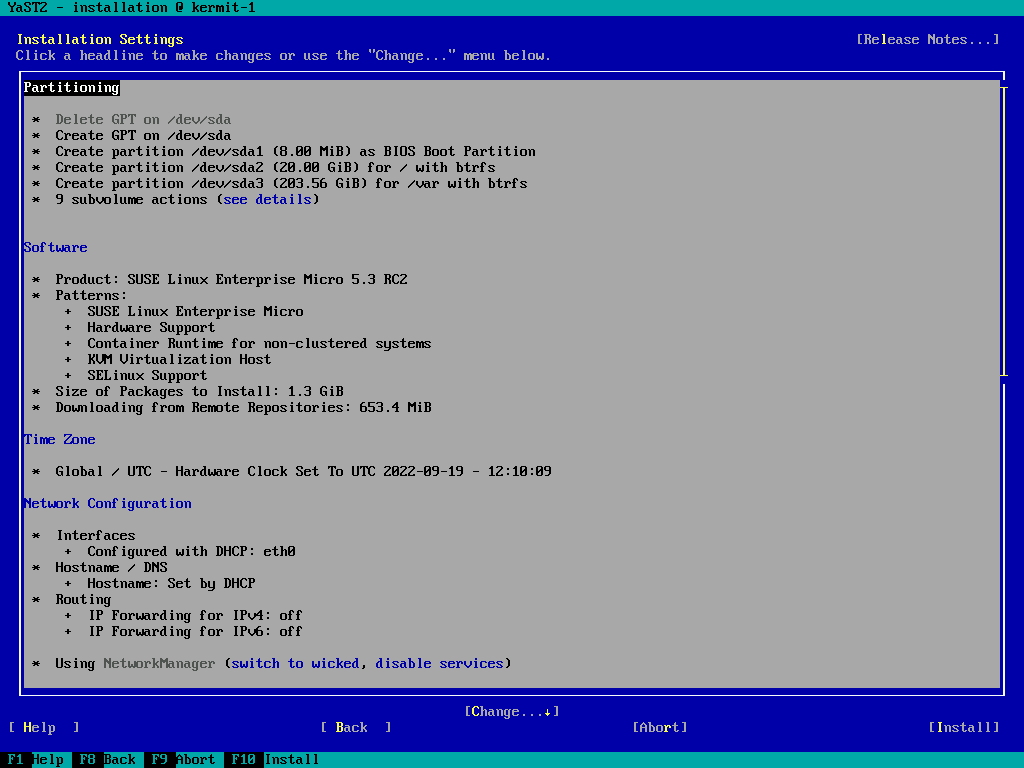 YaST2 - installation @ kermit-1
Installation Settings [Release Notes...]
Click a headline to make changes or use the "Change..." menu below.
Partitioning
* Delete GPT on /dev/sda
* Create GPT on /dev/sda
* Create partition /dev/sda1 (8.00 MiB) as BIOS Boot Partition
* Create partition /dev/sda2 (20.00 GiB) for / with btrfs
* Create partition /dev/sda3 (203.56 GiB) for /var with btrfs
* 9 subvolume actions (see details)
Software
* Product: SUSE Linux Enterprise Micro 5.3 RC2
* Patterns:
+ SUSE Linux Enterprise Micro
+ Hardware Support
+ Container Runtime for non-clustered systems
+ KVM Virtualization Host
+ SELinux Support
* Size of Packages to Install: 1.3 GiB
* Downloading from Remote Repositories: 653.4 MiB
Time Zone
* Global / UTC - Hardware Clock Set To UTC 2022-09-19 - 12:10:09
Network Configuration
* Interfaces
+ Configured with DHCP: eth0
* Hostname / DNS
+ Hostname: Set by DHCP
* Routing
+ IP Forwarding for IPv4: off
+ IP Forwarding for IPv6: off
* Using NetworkManager (switch to wicked, disable services)
[Change...↓]
[ Help ] [ Back ] [Abort] [Install]
F1 Help F8 Back F9 Abort F10 Install